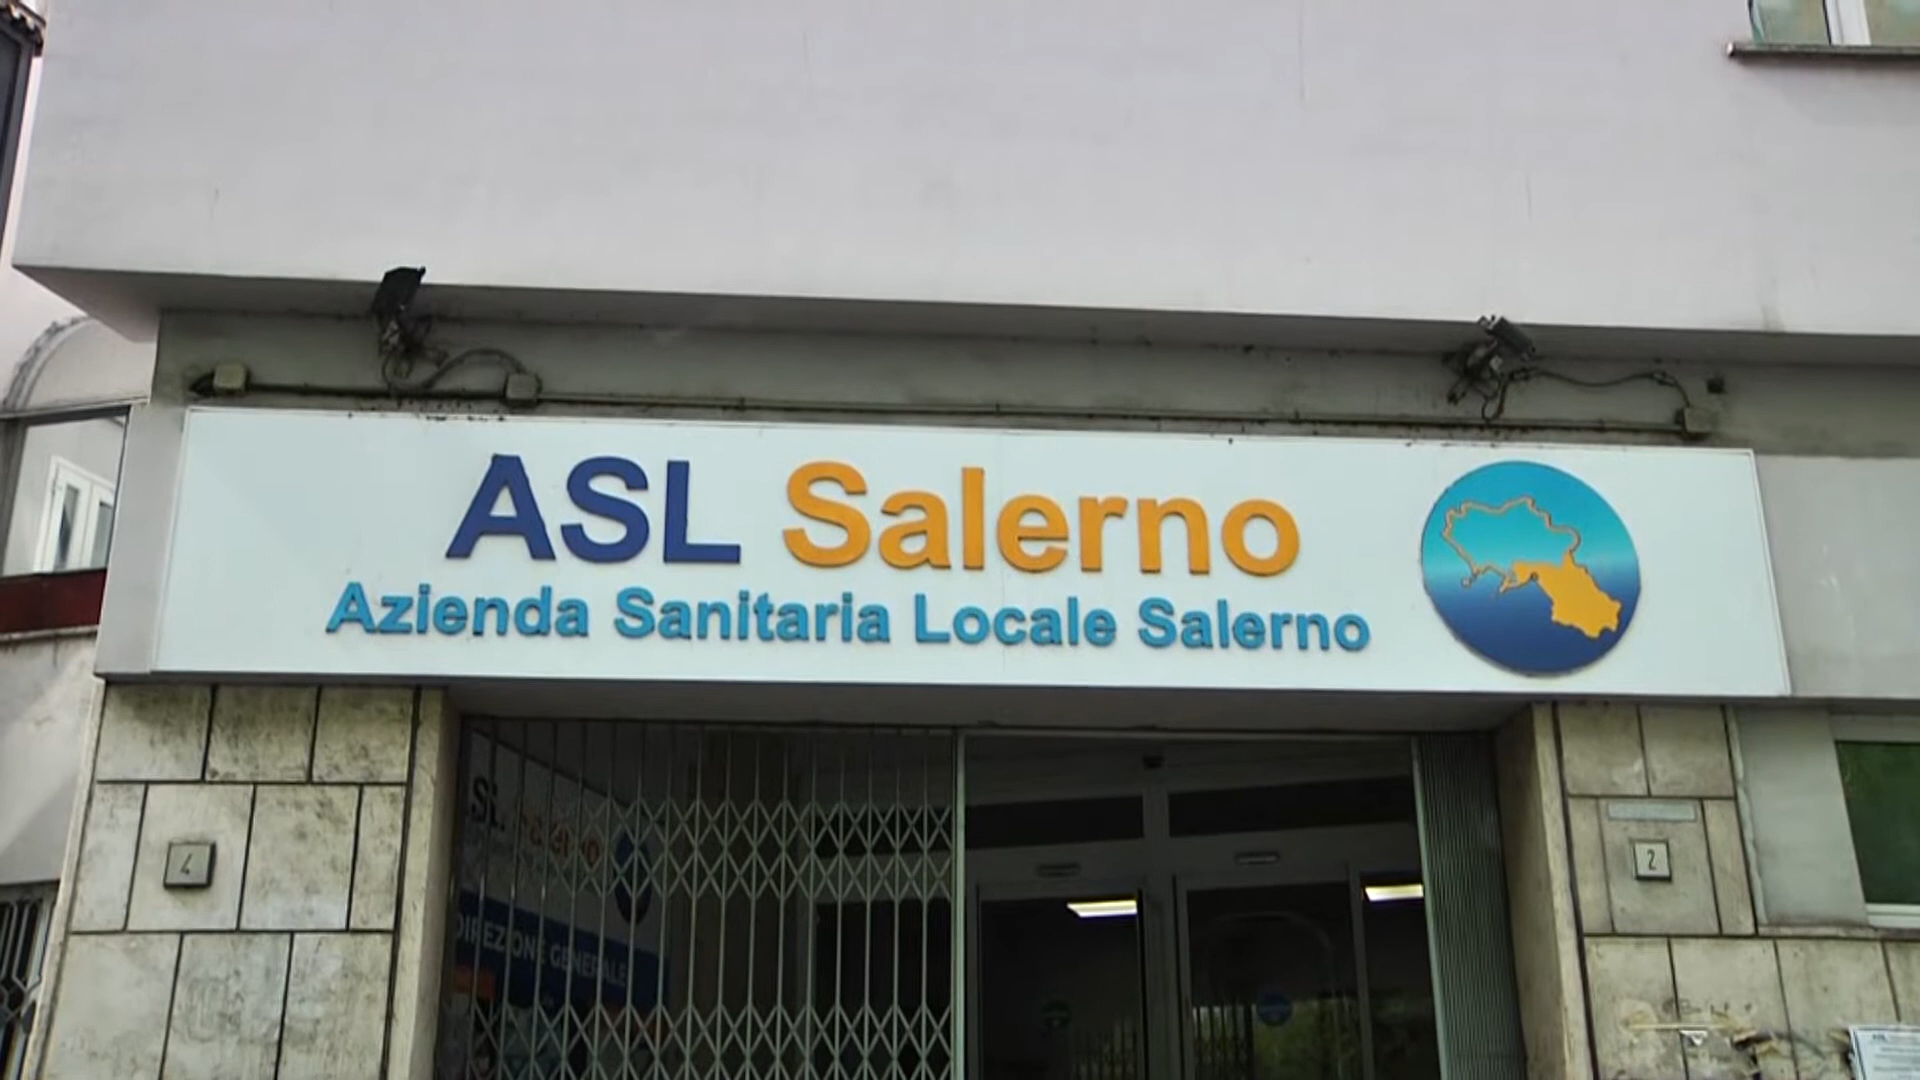 ASL Salerno
Azienda Sanitaria Locale Salerno
DIREZIONE GENERALE
4
2